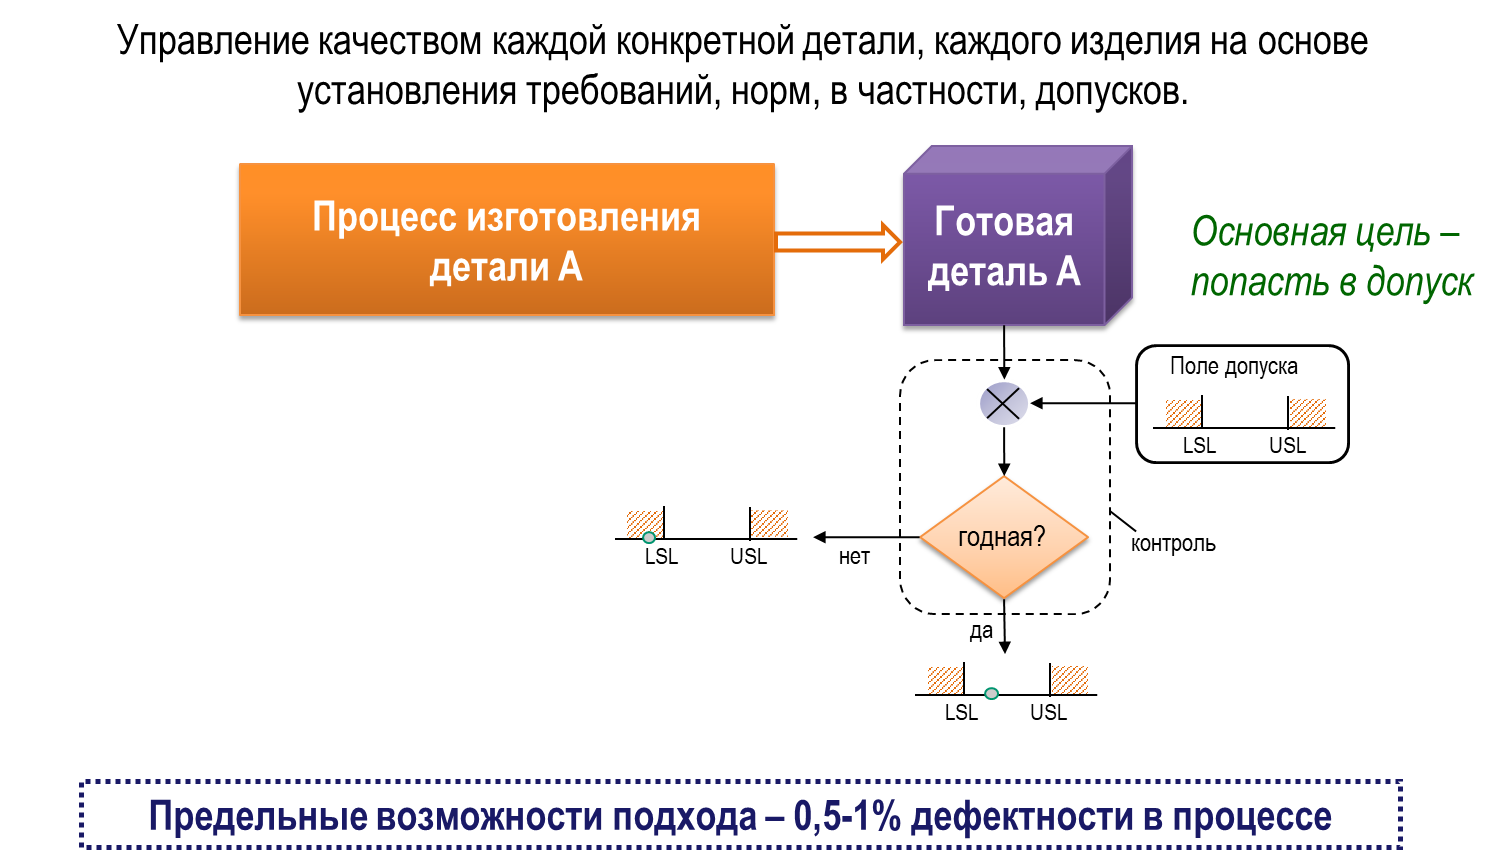 Управление качеством каждой конкретной детали, каждого изделия на основе
установления требований, норм, в частности, допусков.
Процесс изготовления
детали А
Готовая
деталь А
Основная цель –
попасть в допуск
Поле допуска
LSL USL
годная?
контроль
нет
LSL USL
да
LSL USL
Предельные возможности подхода – 0,5-1% дефектности в процессе